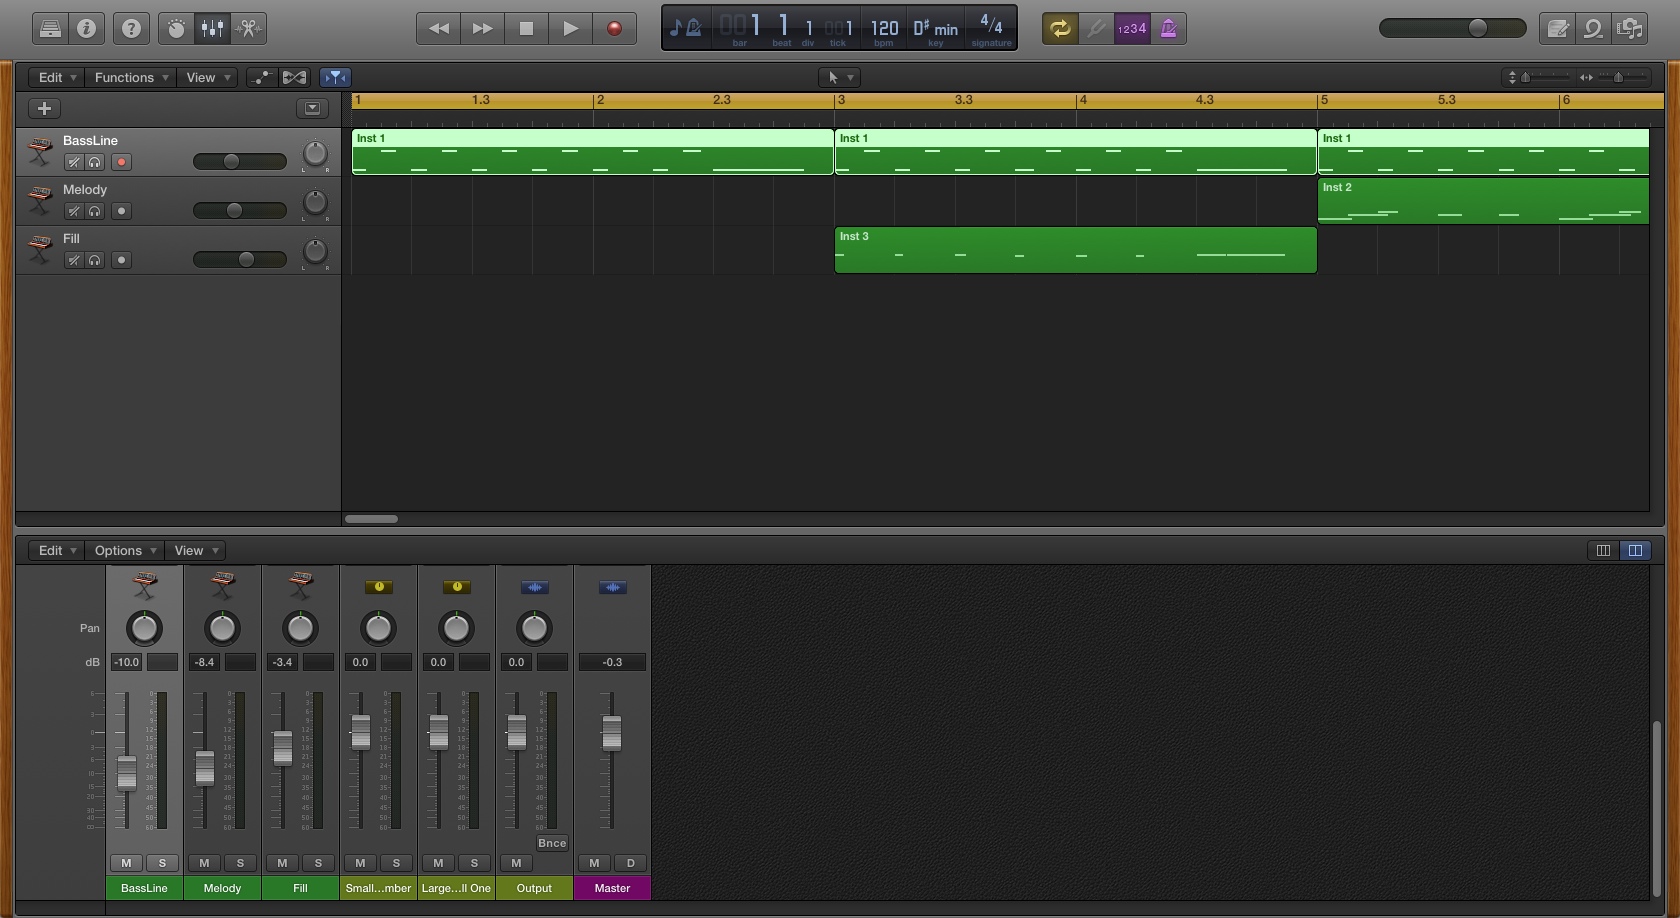 001 1 1 001 120 D♯ min 4/4
bar beat div tick bpm key signature
1234
Edit Functions View
1 1.3 2 2.3 3 3.3 4 4.3 5 5.3 6
BassLine
Inst 1 Inst 1 Inst 1
L R
Melody
Inst 2
L R
Fill
Inst 3
L R
Edit Options View
Pan
dB -10.0 -8.4 -3.4 0.0 0.0 0.0 -0.3
Bnce
M S M S M S M S M S M M D
BassLine Melody Fill Small...mber Large...ll One Output Master